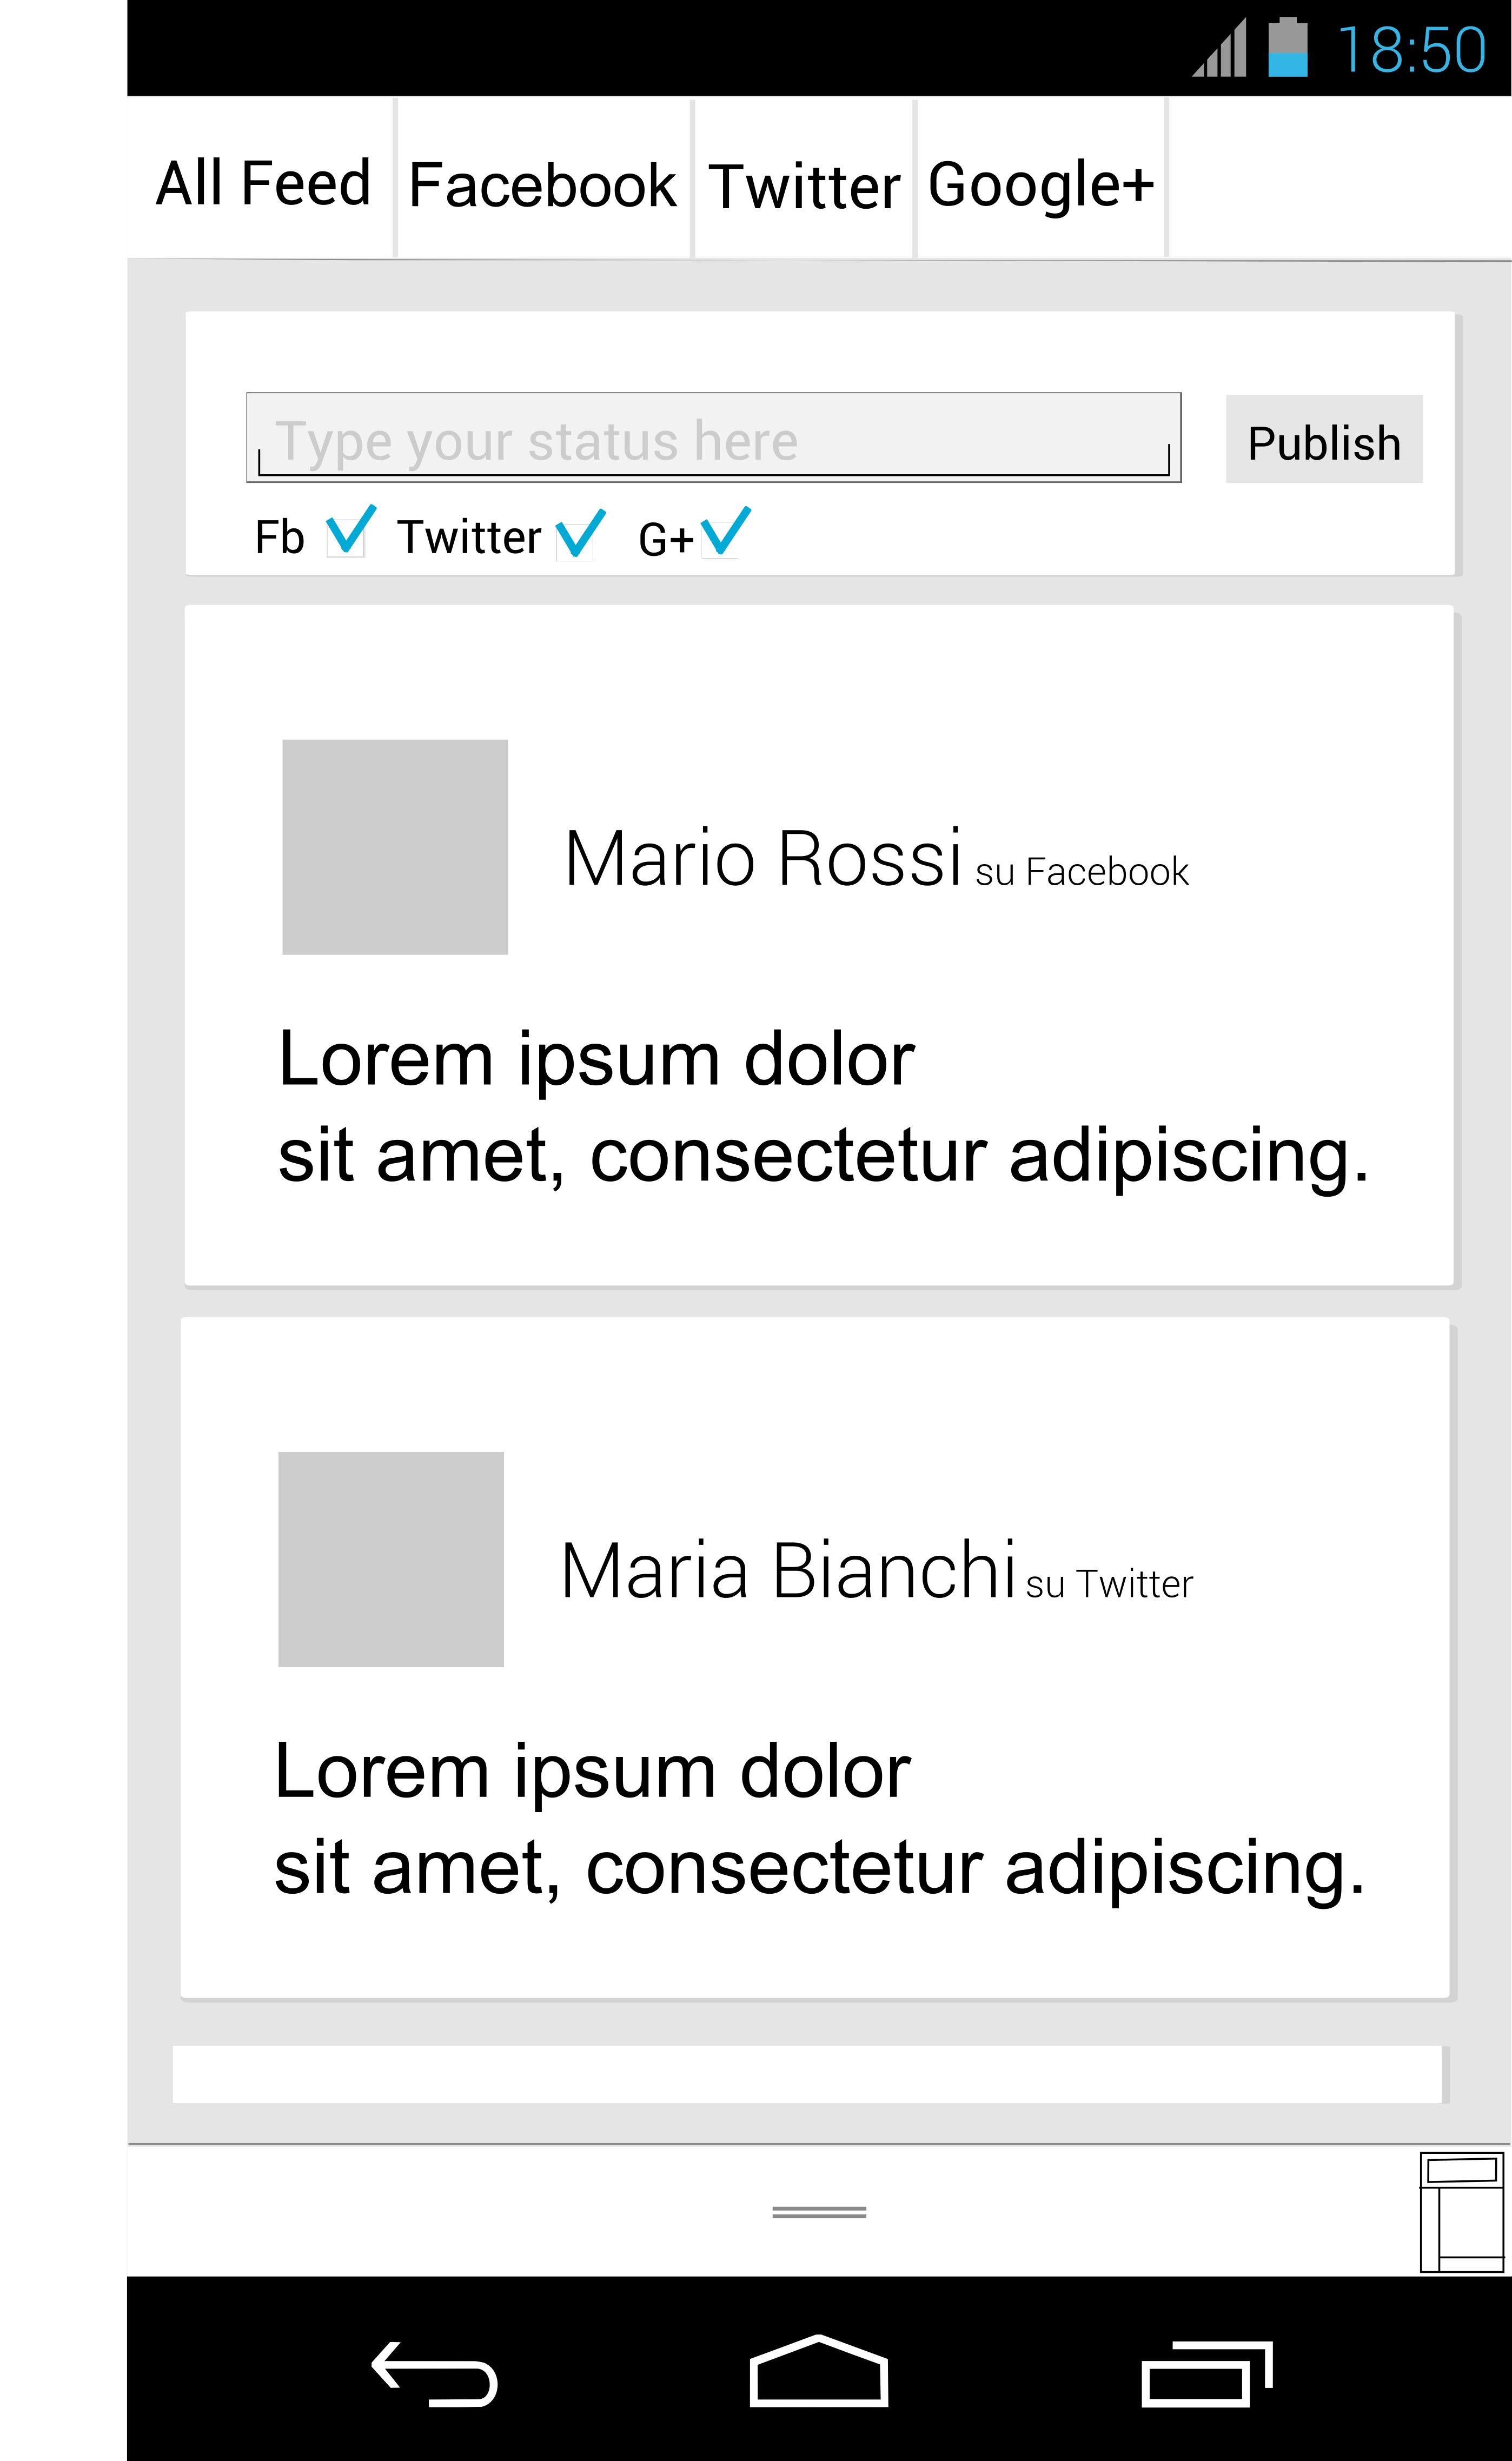 18:50
All Feed Facebook Twitter Google+
Type your status here Publish
Fb Twitter G+
Mario Rossi su Facebook
Lorem ipsum dolor
sit amet, consectetur adipiscing.
Maria Bianchi su Twitter
Lorem ipsum dolor
sit amet, consectetur adipiscing.